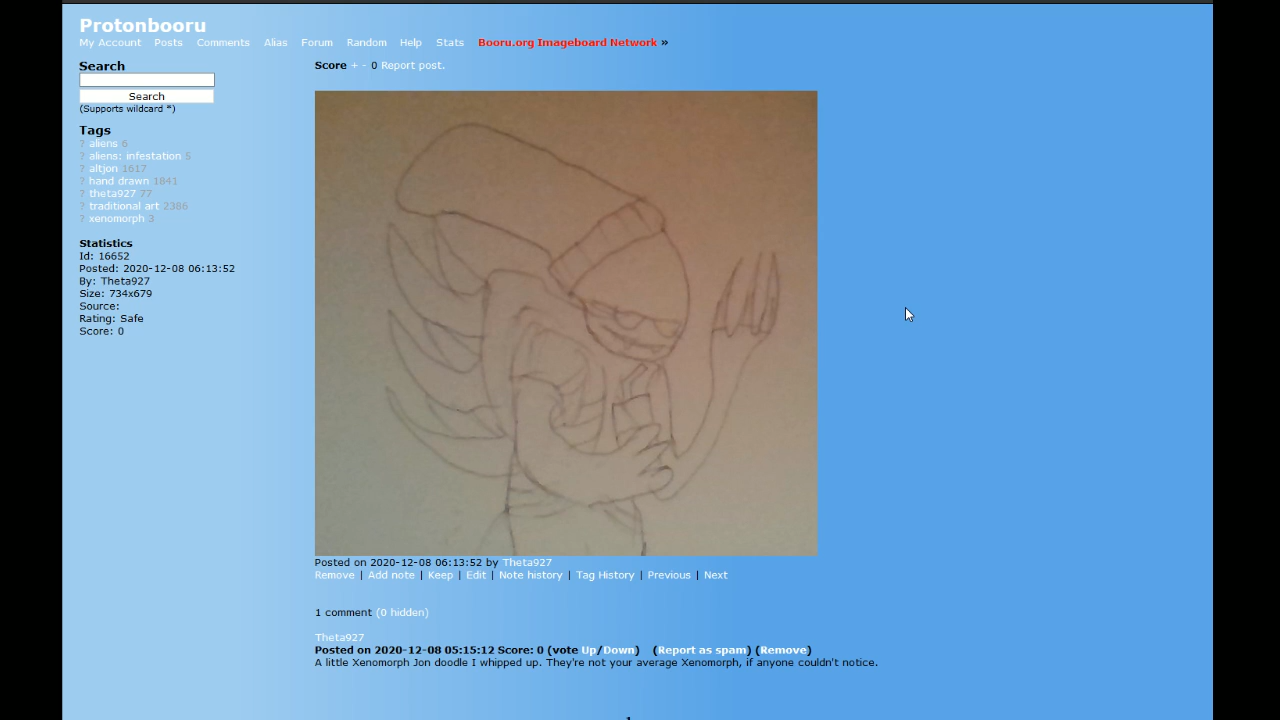 Protonbooru
My Account Posts Comments Alias Forum Random Help Stats Booru.org Imageboard Network »
Search
Search
(Supports wildcard *)
Tags
? aliens 6
? aliens: infestation 5
? altjon 1617
? hand drawn 1841
? theta927 77
? traditional art 2386
? xenomorph 3
Statistics
Id: 16652
Posted: 2020-12-08 06:13:52
By: Theta927
Size: 734x679
Source:
Rating: Safe
Score: 0
Score + - 0 Report post.
Posted on 2020-12-08 06:13:52 by Theta927
Remove | Add note | Keep | Edit | Note history | Tag History | Previous | Next
1 comment (0 hidden)
Theta927
Posted on 2020-12-08 05:15:12 Score: 0 (vote Up/Down) (Report as spam) (Remove)
A little Xenomorph Jon doodle I whipped up. They're not your average Xenomorph, if anyone couldn't notice.